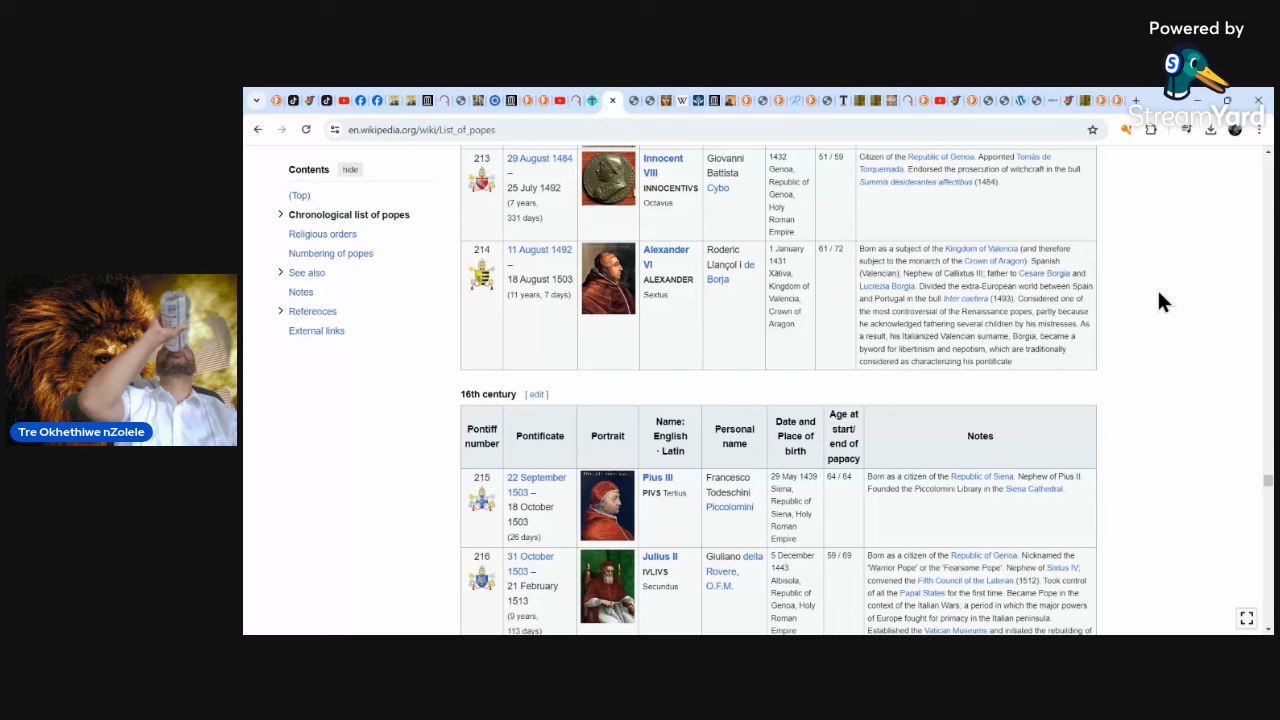 Powered by
S
StreamYard
en.wikipedia.org/wiki/List_of_popes
Contents hide
(Top)
Chronological list of popes
Religious orders
Numbering of popes
See also
Notes
References
External links
213
29 August 1484
–
25 July 1492
(7 years,
331 days)
Innocent
VIII
INNOCENTIVS
Octavus
Giovanni
Battista
Cybo
1432
Genoa,
Republic of
Genoa,
Holy
Roman
Empire
51 / 59
Citizen of the Republic of Genoa. Appointed Tomás de
Torquemada. Endorsed the prosecution of witchcraft in the bull
Summis desiderantes affectibus (1484).
214
11 August 1492
–
18 August 1503
(11 years, 7 days)
Alexander
VI
ALEXANDER
Sextus
Roderic
Llançol i de
Borja
1 January
1431
Xàtiva,
Kingdom of
Valencia,
Crown of
Aragon
61 / 72
Born as a subject of the Kingdom of Valencia (and therefore
subject to the monarch of the Crown of Aragon). Spanish
(Valencian); Nephew of Callixtus III; father to Cesare Borgia and
Lucrezia Borgia. Divided the extra-European world between Spain
and Portugal in the bull Inter caetera (1493). Considered one of
the most controversial of the Renaissance popes, partly because
he acknowledged fathering several children by his mistresses. As
a result, his Italianized Valencian surname, Borgia, became a
byword for libertinism and nepotism, which are traditionally
considered as characterizing his pontificate
16th century [ edit ]
Pontiff
number
Pontificate
Portrait
Name:
English
· Latin
Personal
name
Date and
Place of
birth
Age at
start/
end of
papacy
Notes
215
22 September
1503 –
18 October
1503
(26 days)
Pius III
PIVS Tertius
Francesco
Todeschini
Piccolomini
29 May 1439
Siena,
Republic of
Siena, Holy
Roman
Empire
64 / 64
Born as a citizen of the Republic of Siena. Nephew of Pius II.
Founded the Piccolomini Library in the Siena Cathedral.
216
31 October
1503 –
21 February
1513
(9 years,
113 days)
Julius II
IVLIVS
Secundus
Giuliano della
Rovere,
O.F.M.
5 December
1443
Albisola,
Republic of
Genoa, Holy
Roman
Empire
59 / 69
Born as a citizen of the Republic of Genoa. Nicknamed the
'Warrior Pope' or the 'Fearsome Pope'. Nephew of Sixtus IV;
convened the Fifth Council of the Lateran (1512). Took control
of all the Papal States for the first time. Became Pope in the
context of the Italian Wars, a period in which the major powers
of Europe fought for primacy in the Italian peninsula.
Established the Vatican Museums and initiated the rebuilding of
Tre Okhethiwe nZolele